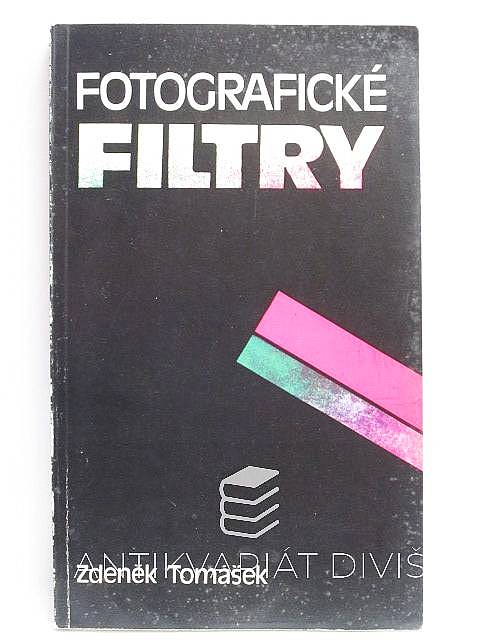 FOTOGRAFICKÉ
FILTRY
ANTIKVARIÁT DIVIŠ
Zdeněk Tomášek